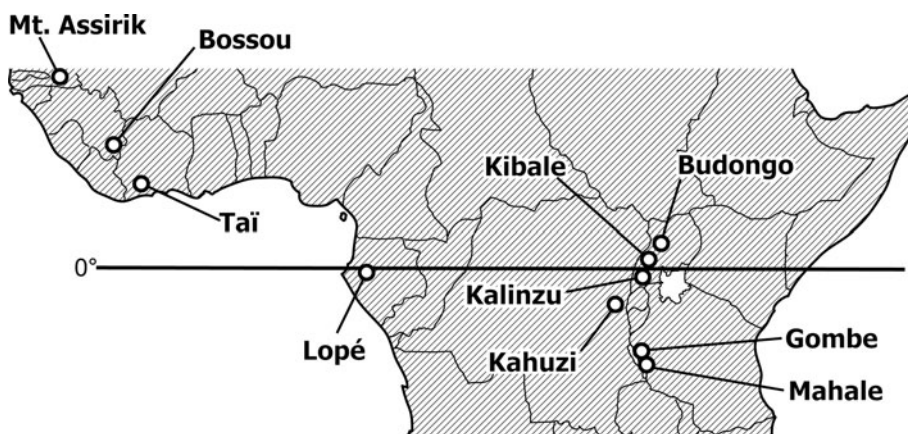 Mt. Assirik
Bossou
Kibale
Budongo
Taï
0°
Kalinzu
Lopé
Kahuzi
Gombe
Mahale